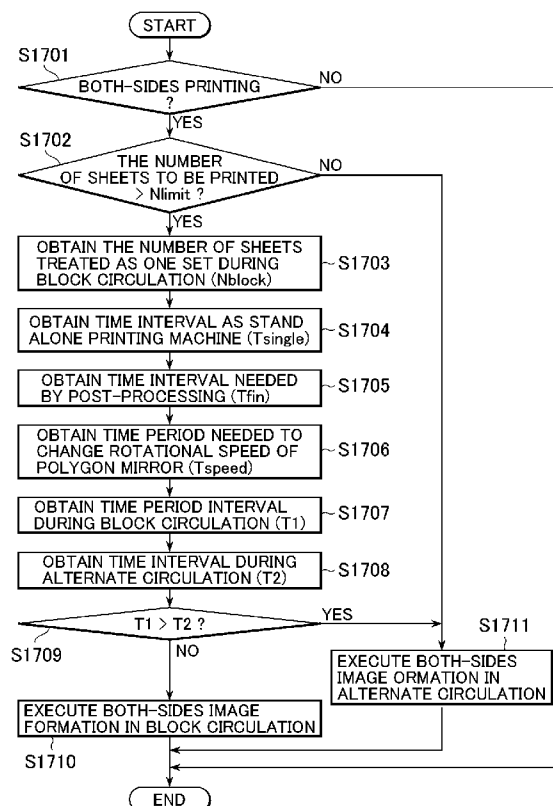 START
S1701
BOTH-SIDES PRINTING
?
NO
YES
S1702
THE NUMBER
OF SHEETS TO BE PRINTED
> Nlimit ?
NO
YES
OBTAIN THE NUMBER OF SHEETS
TREATED AS ONE SET DURING
BLOCK CIRCULATION (Nblock)
S1703
OBTAIN TIME INTERVAL AS STAND
ALONE PRINTING MACHINE (Tsingle)
S1704
OBTAIN TIME INTERVAL NEEDED
BY POST-PROCESSING (Tfin)
S1705
OBTAIN TIME PERIOD NEEDED TO
CHANGE ROTATIONAL SPEED OF
POLYGON MIRROR (Tspeed)
S1706
OBTAIN TIME PERIOD INTERVAL
DURING BLOCK CIRCULATION (T1)
S1707
OBTAIN TIME INTERVAL DURING
ALTERNATE CIRCULATION (T2)
S1708
T1 > T2 ?
YES
S1709
NO
S1711
EXECUTE BOTH-SIDES
IMAGE ORMATION IN
ALTERNATE CIRCULATION
EXECUTE BOTH-SIDES IMAGE
FORMATION IN BLOCK CIRCULATION
S1710
END